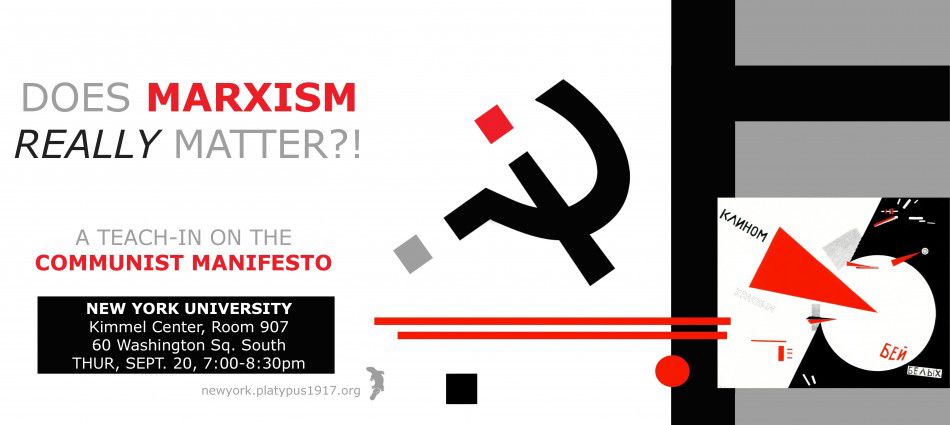 DOES MARXISM
REALLY MATTER?!
A TEACH-IN ON THE
COMMUNIST MANIFESTO
NEW YORK UNIVERSITY
Kimmel Center, Room 907
60 Washington Sq. South
THUR, SEPT. 20, 7:00-8:30pm
newyork.platypus1917.org
КЛИНОМ
КРАСНЫМ
БЕЙ
БЕЛЫХ